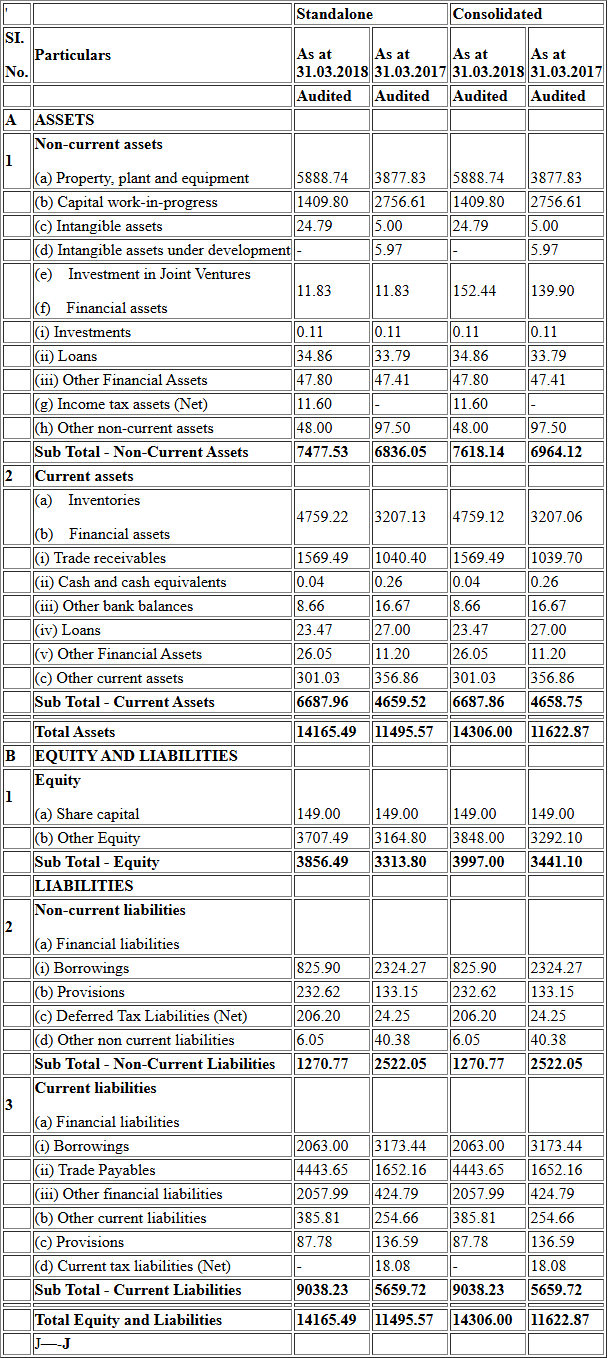 ' Standalone Consolidated
SI.
No. Particulars As at 31.03.2018 As at 31.03.2017 As at 31.03.2018 As at 31.03.2017
Audited Audited Audited Audited
A ASSETS
1 Non-current assets
(a) Property, plant and equipment 5888.74 3877.83 5888.74 3877.83
(b) Capital work-in-progress 1409.80 2756.61 1409.80 2756.61
(c) Intangible assets 24.79 5.00 24.79 5.00
(d) Intangible assets under development - 5.97 - 5.97
(e) Investment in Joint Ventures
(f) Financial assets 11.83 11.83 152.44 139.90
(i) Investments 0.11 0.11 0.11 0.11
(ii) Loans 34.86 33.79 34.86 33.79
(iii) Other Financial Assets 47.80 47.41 47.80 47.41
(g) Income tax assets (Net) 11.60 - 11.60 -
(h) Other non-current assets 48.00 97.50 48.00 97.50
Sub Total - Non-Current Assets 7477.53 6836.05 7618.14 6964.12
2 Current assets
(a) Inventories
(b) Financial assets 4759.22 3207.13 4759.12 3207.06
(i) Trade receivables 1569.49 1040.40 1569.49 1039.70
(ii) Cash and cash equivalents 0.04 0.26 0.04 0.26
(iii) Other bank balances 8.66 16.67 8.66 16.67
(iv) Loans 23.47 27.00 23.47 27.00
(v) Other Financial Assets 26.05 11.20 26.05 11.20
(c) Other current assets 301.03 356.86 301.03 356.86
Sub Total - Current Assets 6687.96 4659.52 6687.86 4658.75
Total Assets 14165.49 11495.57 14306.00 11622.87
B EQUITY AND LIABILITIES
1 Equity
(a) Share capital 149.00 149.00 149.00 149.00
(b) Other Equity 3707.49 3164.80 3848.00 3292.10
Sub Total - Equity 3856.49 3313.80 3997.00 3441.10
LIABILITIES
2 Non-current liabilities
(a) Financial liabilities
(i) Borrowings 825.90 2324.27 825.90 2324.27
(b) Provisions 232.62 133.15 232.62 133.15
(c) Deferred Tax Liabilities (Net) 206.20 24.25 206.20 24.25
(d) Other non current liabilities 6.05 40.38 6.05 40.38
Sub Total - Non-Current Liabilities 1270.77 2522.05 1270.77 2522.05
3 Current liabilities
(a) Financial liabilities
(i) Borrowings 2063.00 3173.44 2063.00 3173.44
(ii) Trade Payables 4443.65 1652.16 4443.65 1652.16
(iii) Other financial liabilities 2057.99 424.79 2057.99 424.79
(b) Other current liabilities 385.81 254.66 385.81 254.66
(c) Provisions 87.78 136.59 87.78 136.59
(d) Current tax liabilities (Net) - 18.08 - 18.08
Sub Total - Current Liabilities 9038.23 5659.72 9038.23 5659.72
Total Equity and Liabilities 14165.49 11495.57 14306.00 11622.87
J—-J